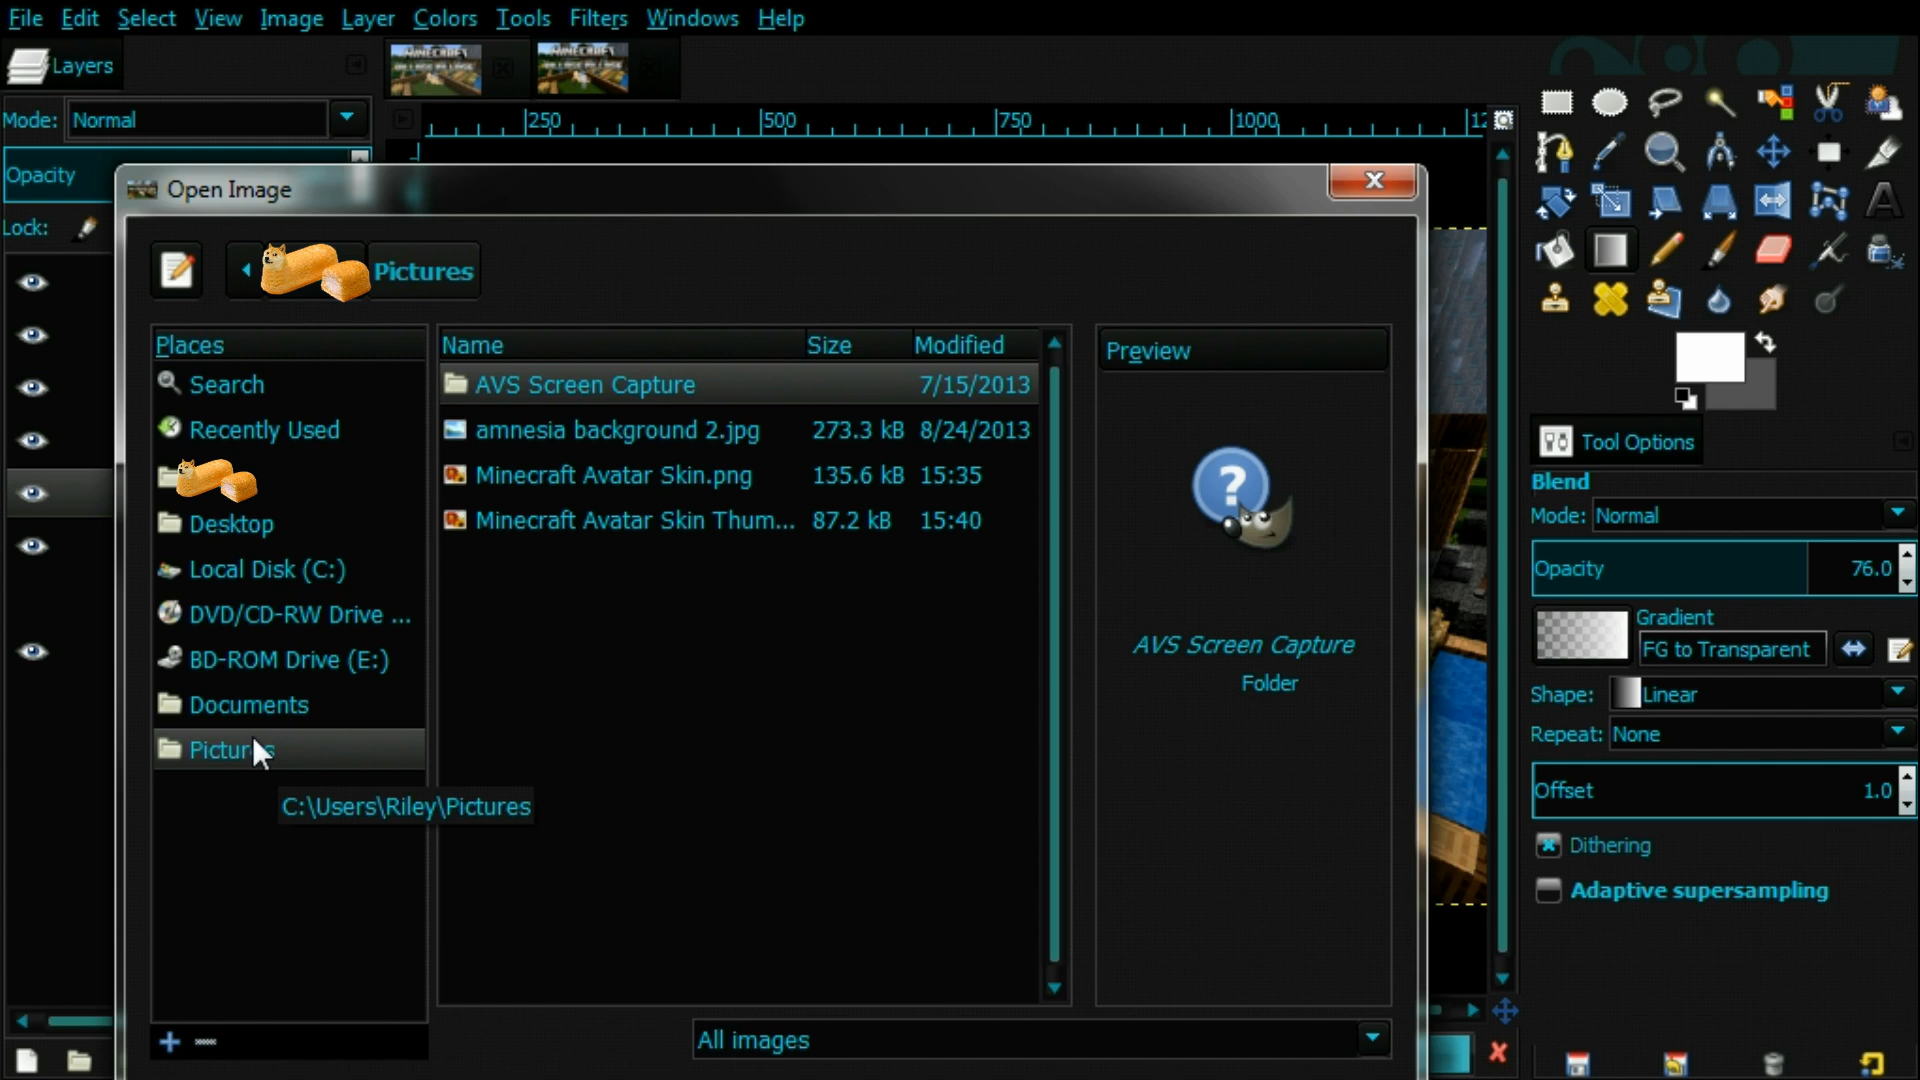 File Edit Select View Image Layer Colors Tools Filters Windows Help
Layers
Mode: Normal
250 500 750 1000
Opacity
Lock:
Open Image
Pictures
Places
Search
Recently Used
Desktop
Local Disk (C:)
DVD/CD-RW Drive ...
BD-ROM Drive (E:)
Documents
Pictures
C:\Users\Riley\Pictures
Name Size Modified
AVS Screen Capture 7/15/2013
amnesia background 2.jpg 273.3 kB 8/24/2013
Minecraft Avatar Skin.png 135.6 kB 15:35
Minecraft Avatar Skin Thum... 87.2 kB 15:40
Preview
AVS Screen Capture
Folder
All images
Tool Options
Blend
Mode: Normal
Opacity 76.0
Gradient
FG to Transparent
Shape: Linear
Repeat: None
Offset 1.0
Dithering
Adaptive supersampling